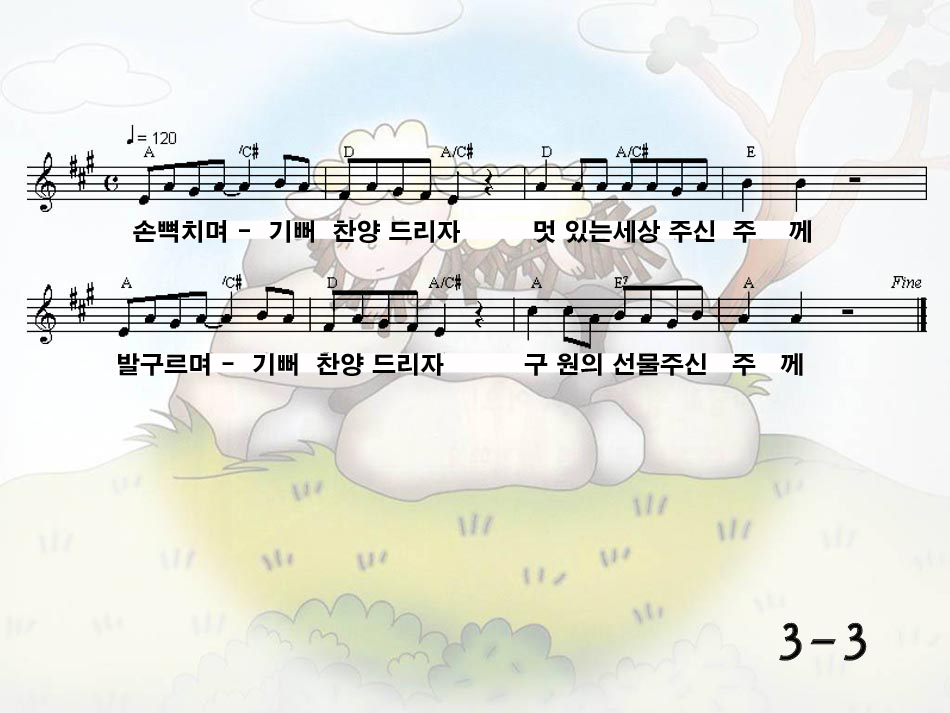 ♩= 120
A /C# D A/C# D A/C# E
손뼉치며 - 기뻐 찬양 드리자 멋 있는세상 주신 주 께
A /C# D A/C# A E7 A Fine
발구르며 - 기뻐 찬양 드리자 구 원의 선물주신 주 께
3-3